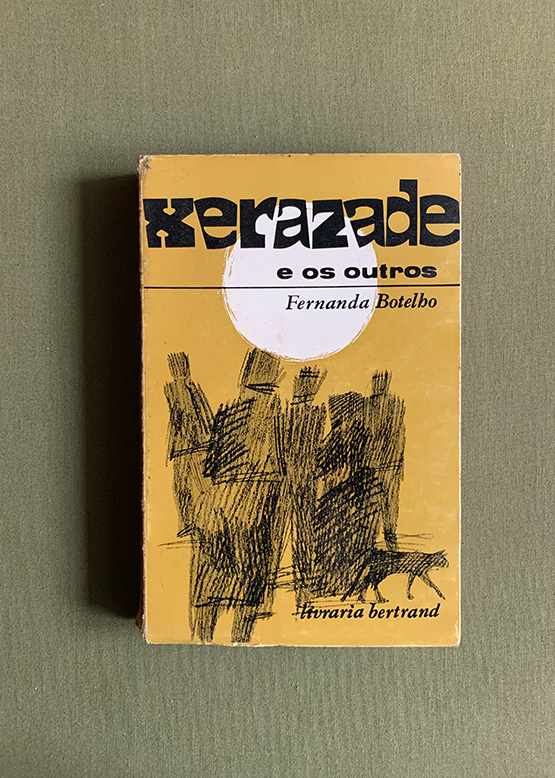 xerazade
e os outros
Fernanda Botelho
livraria bertrand